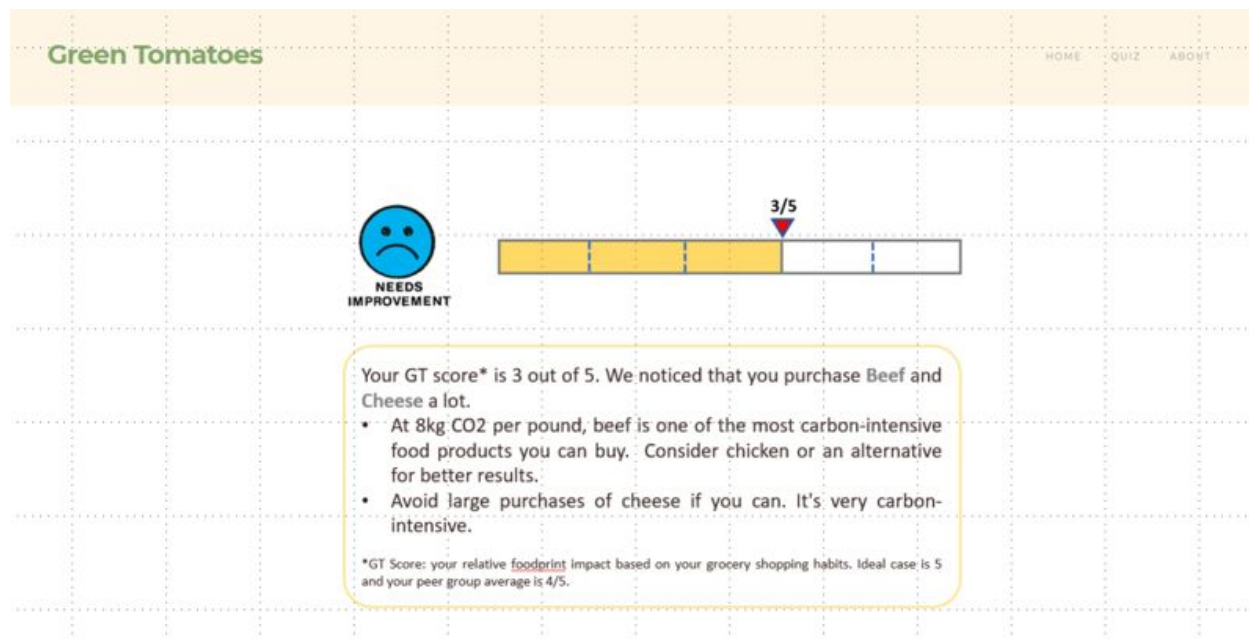 Green Tomatoes
HOME QUIZ ABOUT
3/5
NEEDS
IMPROVEMENT
Your GT score* is 3 out of 5. We noticed that you purchase Beef and
Cheese a lot.
• At 8kg CO2 per pound, beef is one of the most carbon-intensive
food products you can buy. Consider chicken or an alternative
for better results.
• Avoid large purchases of cheese if you can. It's very carbon-
intensive.
*GT Score: your relative foodprint impact based on your grocery shopping habits. Ideal case is 5
and your peer group average is 4/5.